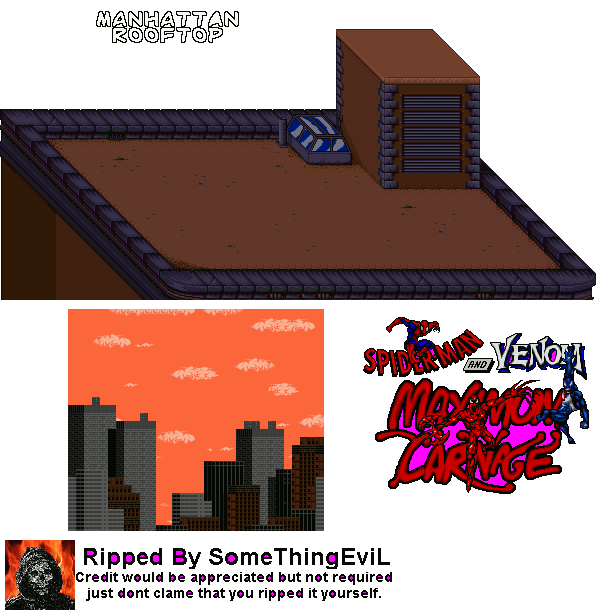 MANHATTAN
ROOFTOP
SPIDER-MAN
AND
VENOM
MAXIMUM
CARNAGE
Ripped By SomeThingEviL
Credit would be appreciated but not required
just dont clame that you ripped it yourself.